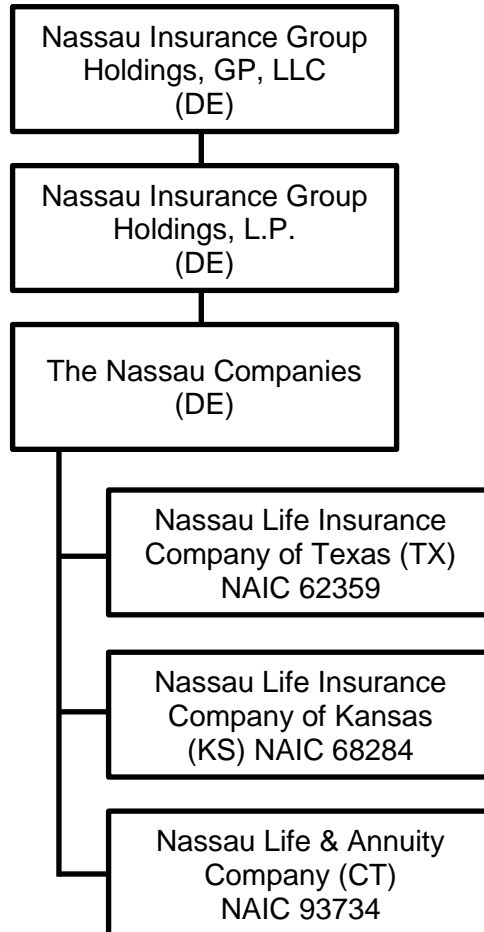 Nassau Insurance Group
Holdings, GP, LLC
(DE)
Nassau Insurance Group
Holdings, L.P.
(DE)
The Nassau Companies
(DE)
Nassau Life Insurance
Company of Texas (TX)
NAIC 62359
Nassau Life Insurance
Company of Kansas
(KS) NAIC 68284
Nassau Life & Annuity
Company (CT)
NAIC 93734